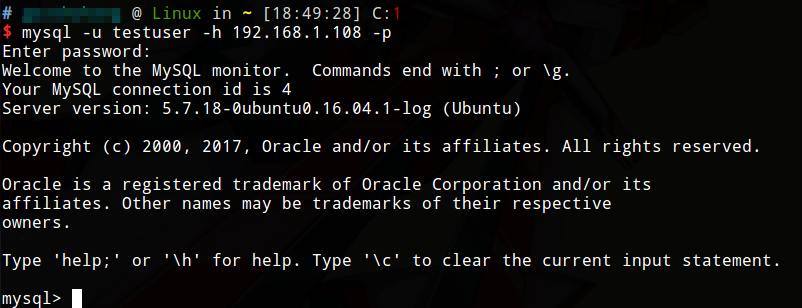 # @ Linux in ~ [18:49:28] C:1
$ mysql -u testuser -h 192.168.1.108 -p
Enter password:
Welcome to the MySQL monitor.  Commands end with ; or \g.
Your MySQL connection id is 4
Server version: 5.7.18-0ubuntu0.16.04.1-log (Ubuntu)
Copyright (c) 2000, 2017, Oracle and/or its affiliates. All rights reserved.
Oracle is a registered trademark of Oracle Corporation and/or its
affiliates. Other names may be trademarks of their respective
owners.
Type 'help;' or '\h' for help. Type '\c' to clear the current input statement.
mysql>